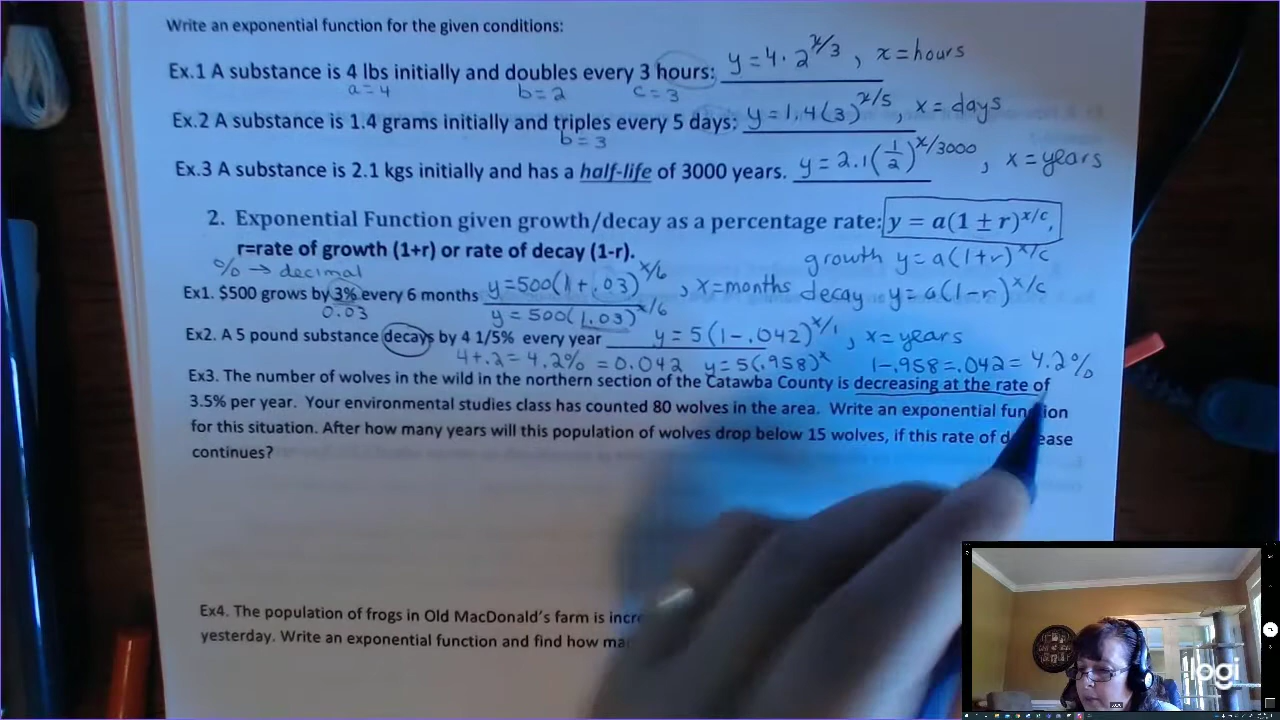 Write an exponential function for the given conditions:
Ex.1 A substance is 4 lbs initially and doubles every 3 hours: y = 4 · 2^x/3 , x = hours
a = 4 b = 2 c = 3
Ex.2 A substance is 1.4 grams initially and triples every 5 days: y = 1.4(3)^x/5 , x = days
b = 3
Ex.3 A substance is 2.1 kgs initially and has a half-life of 3000 years. y = 2.1(1/2)^x/3000 , x = years
2. Exponential Function given growth/decay as a percentage rate: y = a(1 ± r)^x/c.
r=rate of growth (1+r) or rate of decay (1-r).
growth y = a(1+r)^x/c
% → decimal
Ex1. $500 grows by 3% every 6 months y = 500(1 + .03)^x/6 , x = months
decay y = a(1-r)^x/c
0.03 y = 500(1.03)^x/6
Ex2. A 5 pound substance decays by 4 1/5% every year y = 5(1 - .042)^x/1 , x = years
4 + .2 = 4.2% = 0.042 y = 5(.958)^x 1 - .958 = .042 = 4.2%
Ex3. The number of wolves in the wild in the northern section of the Catawba County is decreasing at the rate of
3.5% per year. Your environmental studies class has counted 80 wolves in the area. Write an exponential function
for this situation. After how many years will this population of wolves drop below 15 wolves, if this rate of
continues?
Ex4. The population of frogs in Old MacDonald's farm is
yesterday. Write an exponential function and find how
logi